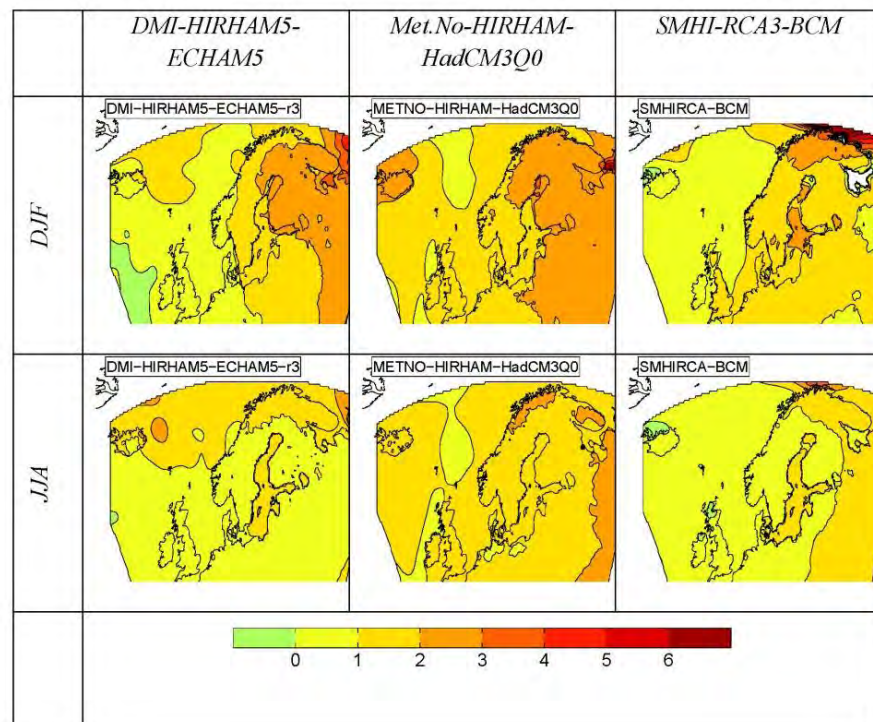 DMI-HIRHAM5-
ECHAM5
Met.No-HIRHAM-
HadCM3Q0
SMHI-RCA3-BCM
DJF
DMI-HIRHAM5-ECHAM5-r3
METNO-HIRHAM-HadCM3Q0
SMHIRCA-BCM
JJA
DMI-HIRHAM5-ECHAM5-r3
METNO-HIRHAM-HadCM3Q0
SMHIRCA-BCM
0 1 2 3 4 5 6